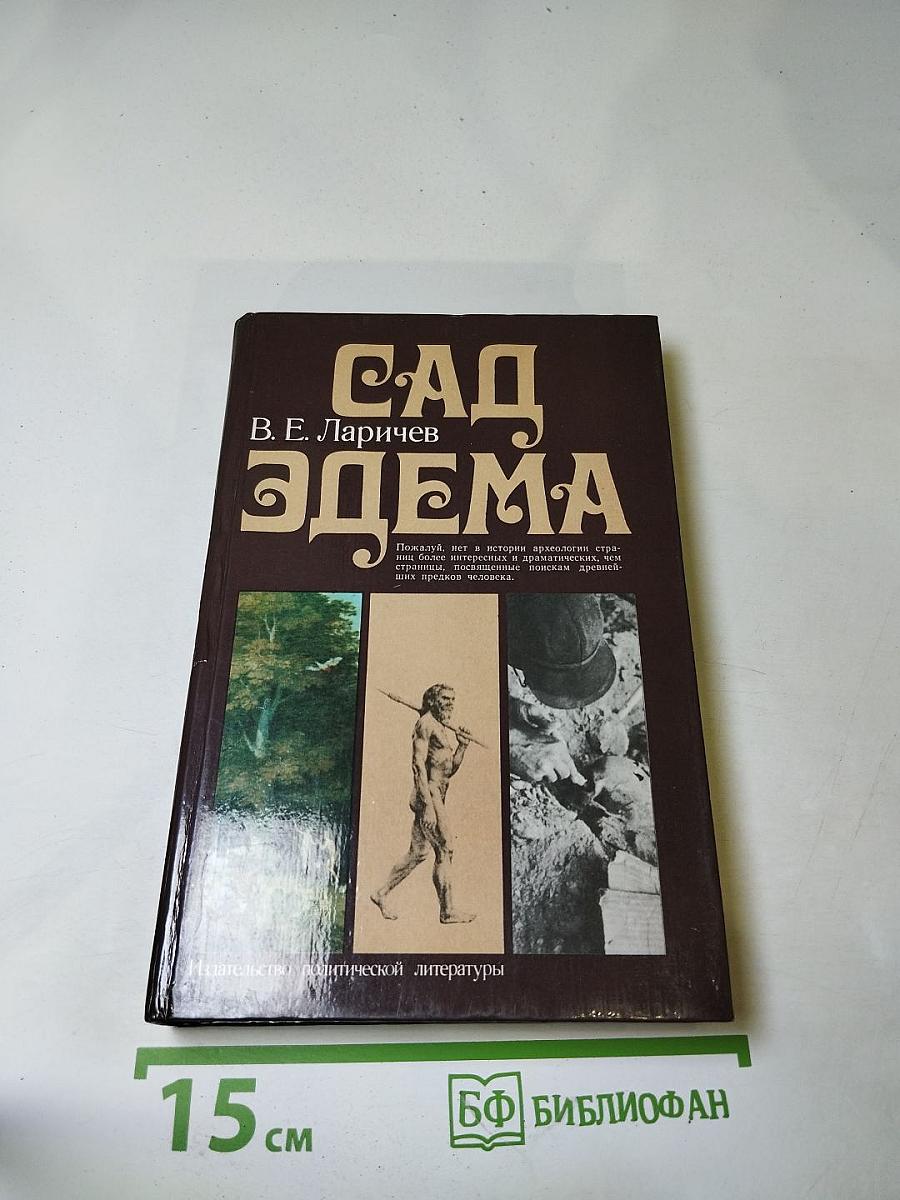 САД
В. Е. Ларичев
ЭДЕМА
Пожалуй, нет в истории археологии стра-
ниц более интересных и драматических, чем
страницы, посвященные поискам древней-
ших предков человека.
Издательство политической литературы
15 см
БФ БИБЛИОФАН